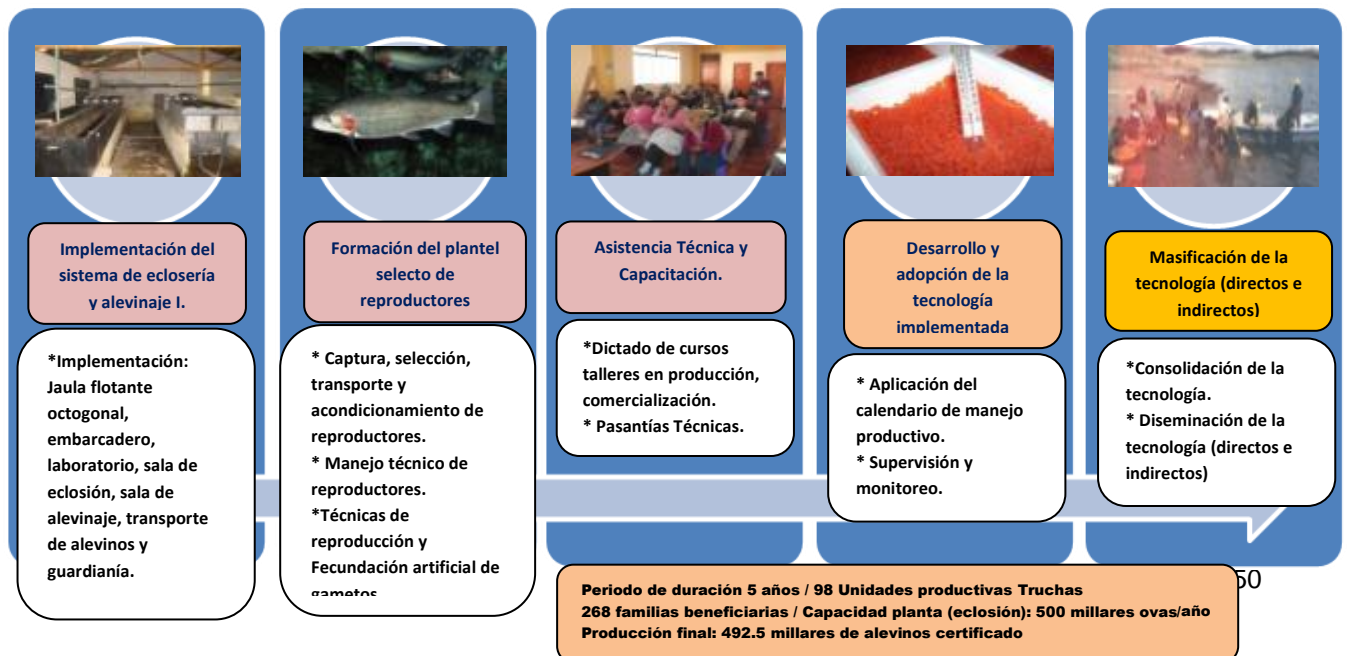 Implementación del
sistema de eclosería
y alevinaje I.
*Implementación:
Jaula flotante
octogonal,
embarcadero,
laboratorio, sala de
eclosión, sala de
alevinaje, transporte
de alevinos y
guardianía.
Formación del plantel
selecto de
reproductores
* Captura, selección,
transporte y
acondicionamiento de
reproductores.
* Manejo técnico de
reproductores.
*Técnicas de
reproducción y
Fecundación artificial de
gametos
Asistencia Técnica y
Capacitación.
*Dictado de cursos
talleres en producción,
comercialización.
* Pasantías Técnicas.
Desarrollo y
adopción de la
tecnología
implementada
* Aplicación del
calendario de manejo
productivo.
* Supervisión y
monitoreo.
Masificación de la
tecnología (directos e
indirectos)
*Consolidación de la
tecnología.
* Diseminación de la
tecnología (directos e
indirectos)
Periodo de duración 5 años / 98 Unidades productivas Truchas
268 familias beneficiarias / Capacidad planta (eclosión): 500 millares ovas/año
Producción final: 492.5 millares de alevinos certificado
50